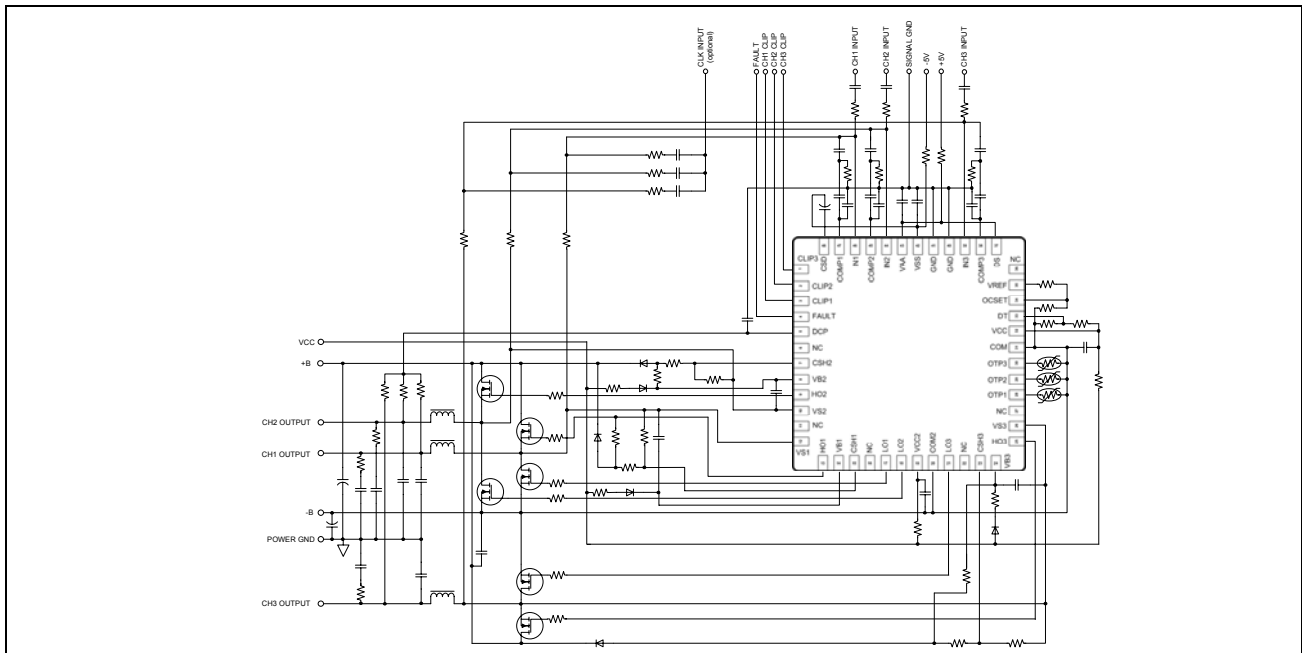 CLK INPUT
(optional)
FAULT
CH1 CLIP
CH2 CLIP
CH3 CLIP
CH1 INPUT
CH2 INPUT
SIGNAL GND
-5V
+5V
CH3 INPUT
CLIP3
CSD
COMP1
IN1
COMP2
IN2
VAA
VSS
GND
GND
IN3
COMP3
DS
NC
CLIP2
CLIP1
FAULT
DCP
NC
CSH2
VB2
HO2
VS2
NC
VS1
VREF
OCSET
DT
VCC
COM
OTP3
OTP2
OTP1
NC
VS3
HO3
HO1
VB1
CSH1
NC
LO1
LO2
VCC2
COM2
LO3
NC
CSH3
VB3
VCC
+B
CH2 OUTPUT
CH1 OUTPUT
-B
POWER GND
CH3 OUTPUT